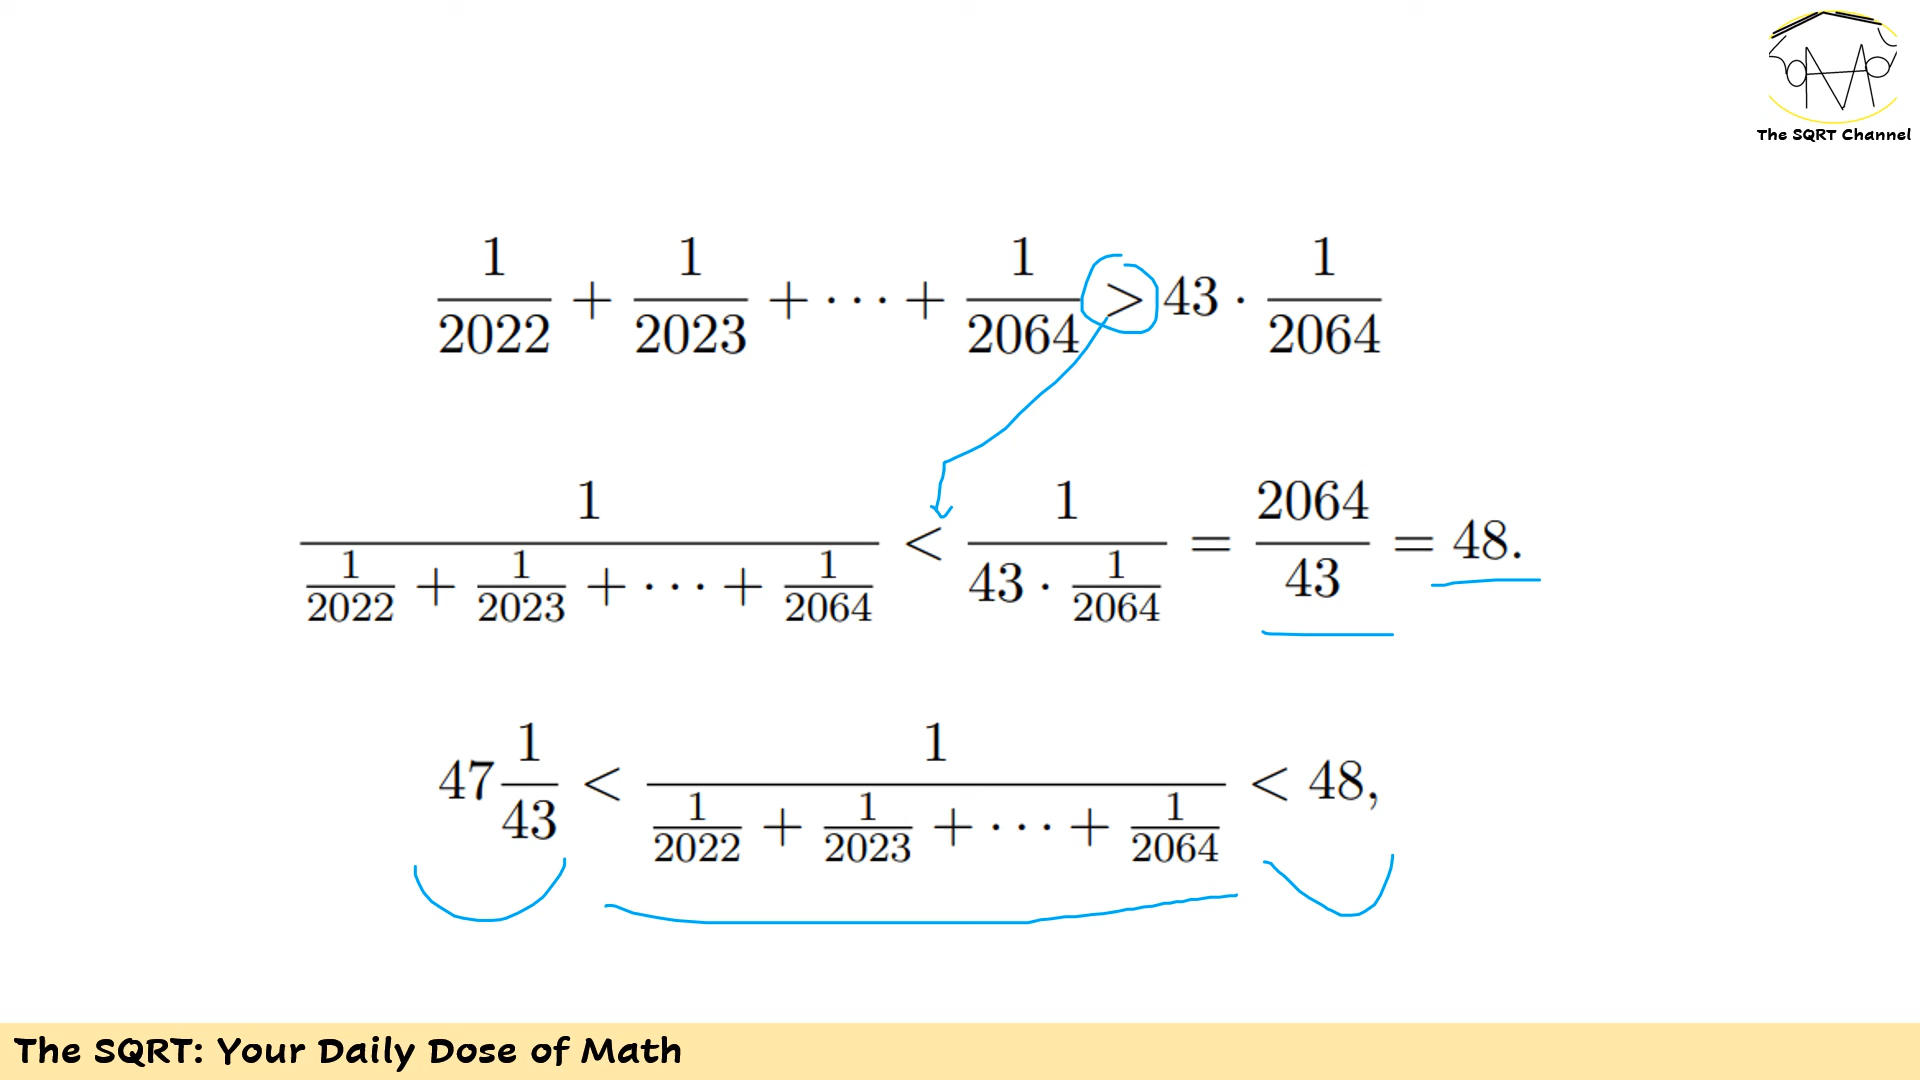 The SQRT Channel
1/2022 + 1/2023 + ··· + 1/2064 > 43 · 1/2064
1/(1/2022 + 1/2023 + ··· + 1/2064) < 1/(43 · 1/2064) = 2064/43 = 48.
47 1/43 < 1/(1/2022 + 1/2023 + ··· + 1/2064) < 48,
The SQRT: Your Daily Dose of Math